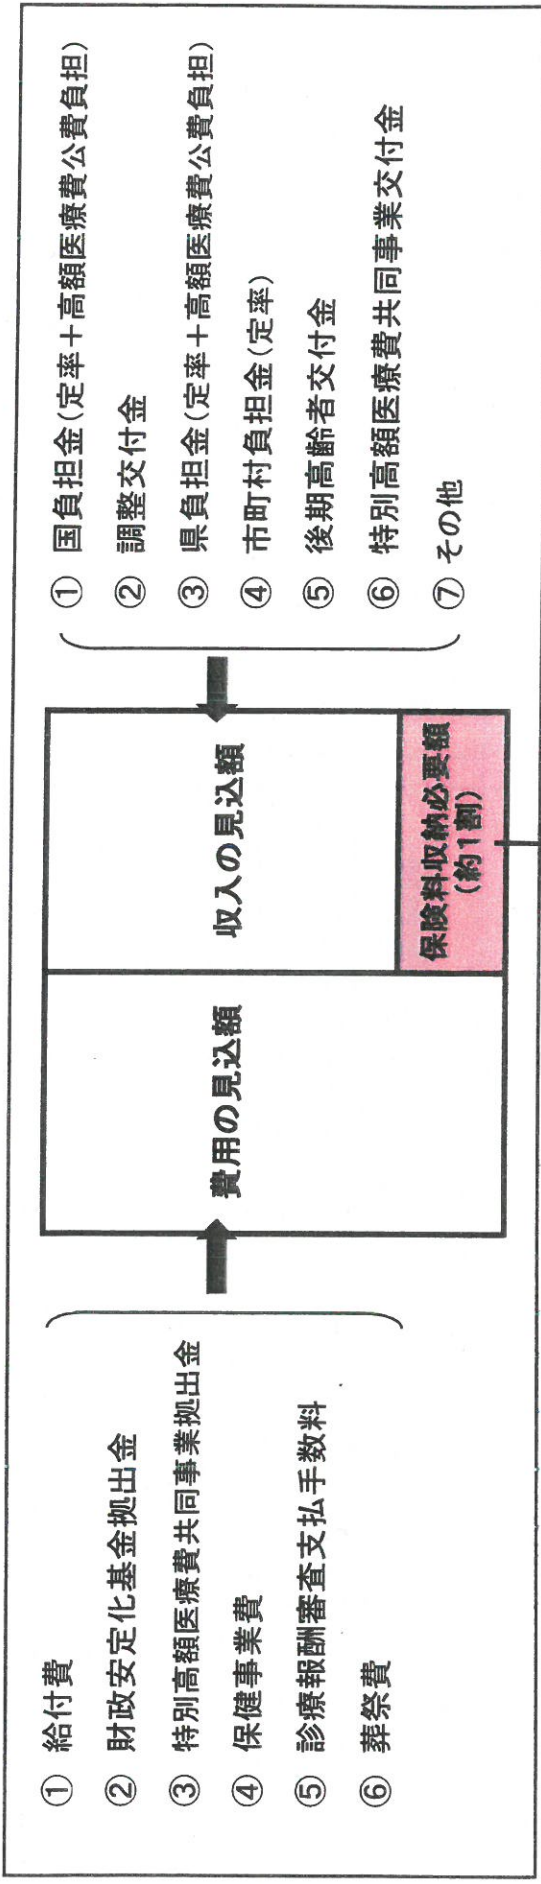 ① 給付費
② 財政安定化基金拠出金
③ 特別高額医療費共同事業拠出金
④ 保健事業費
⑤ 診療報酬審査支払手数料
⑥ 葬祭費
費用の見込額
収入の見込額
保険料収納必要額
(約1割)
① 国負担金(定率+高額医療費公費負担)
② 調整交付金
③ 県負担金(定率+高額医療費公費負担)
④ 市町村負担金(定率)
⑤ 後期高齢者交付金
⑥ 特別高額医療費共同事業交付金
⑦ その他